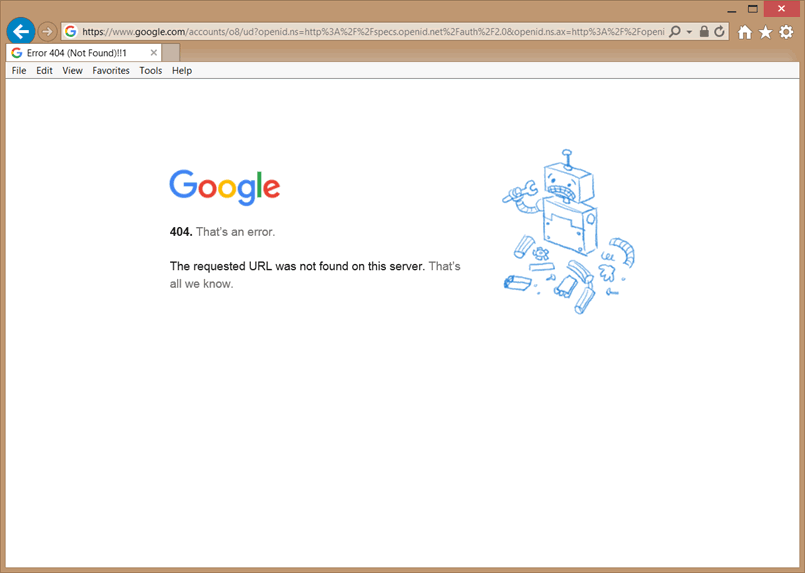 https://www.google.com/accounts/o8/ud?openid.ns=http%3A%2F%2Fspecs.openid.net%2Fauth%2F2.0&openid.ns.ax=http%3A%2F%2Fopeni
Error 404 (Not Found)!!1
File Edit View Favorites Tools Help
Google
404. That's an error.
The requested URL was not found on this server. That's
all we know.